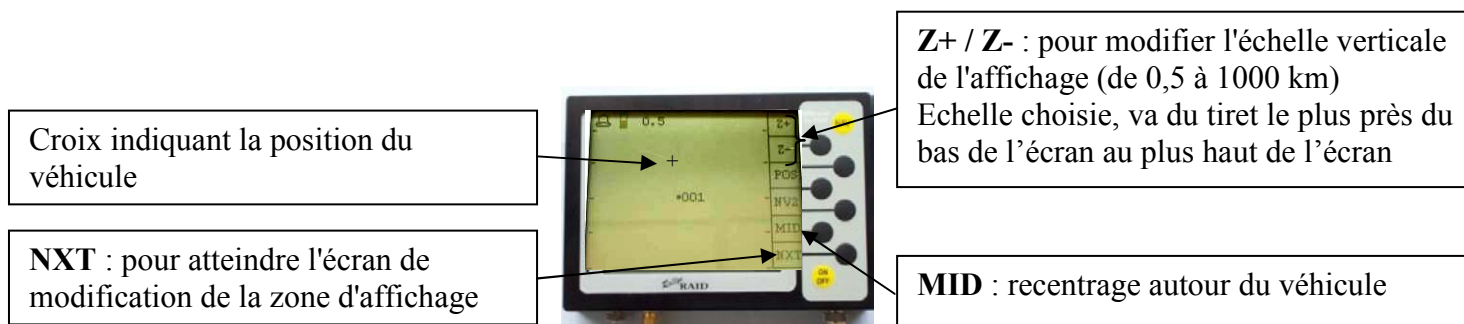 Croix indiquant la position du
véhicule
NXT : pour atteindre l'écran de
modification de la zone d'affichage
0.5
Z+
Z-
POS
+001
NV2
MID
NXT
RAID
ON
OFF
Z+ / Z- : pour modifier l'échelle verticale
de l'affichage (de 0,5 à 1000 km)
Echelle choisie, va du tiret le plus près du
bas de l’écran au plus haut de l’écran
MID : recentrage autour du véhicule